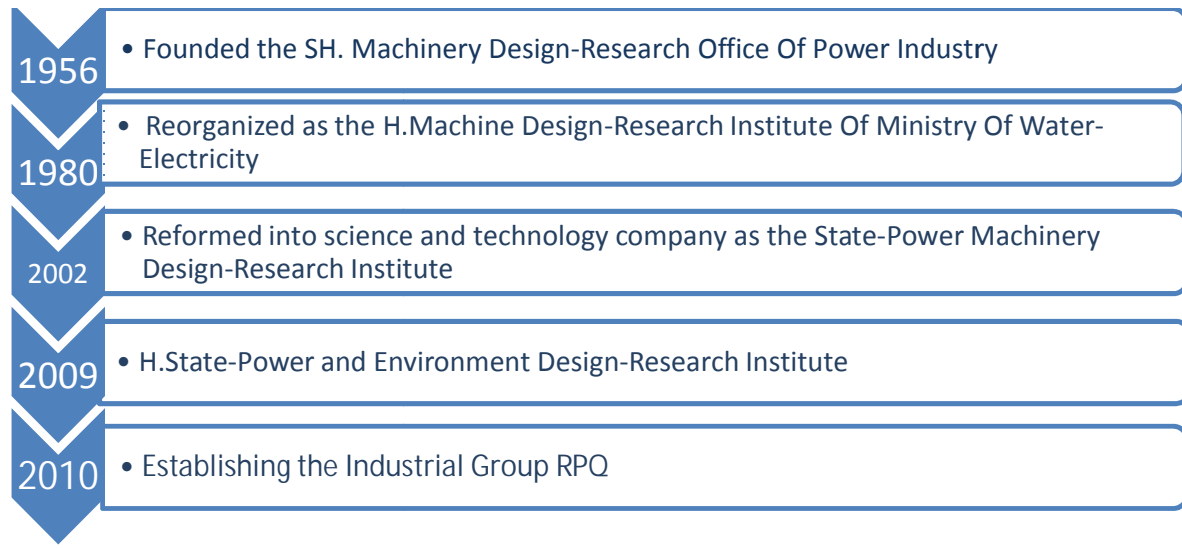 1956
• Founded the SH. Machinery Design-Research Office Of Power Industry
1980
• Reorganized as the H.Machine Design-Research Institute Of Ministry Of Water-
Electricity
2002
• Reformed into science and technology company as the State-Power Machinery
Design-Research Institute
2009
• H.State-Power and Environment Design-Research Institute
2010
• Establishing the Industrial Group RPQ